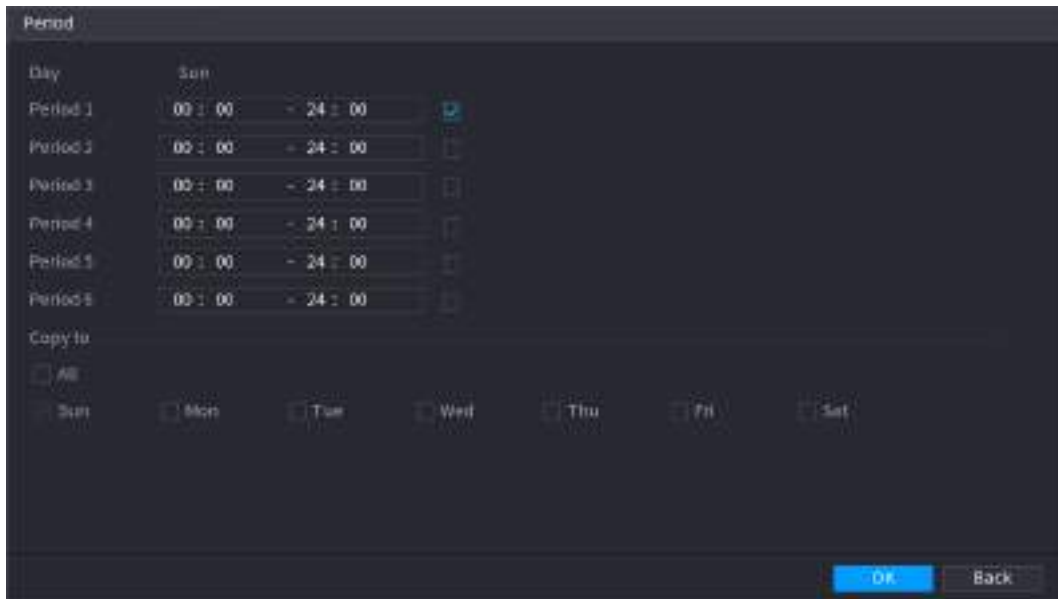 Period
Day Sun
Period 1 00 : 00 - 24 : 00
Period 2 00 : 00 - 24 : 00
Period 3 00 : 00 - 24 : 00
Period 4 00 : 00 - 24 : 00
Period 5 00 : 00 - 24 : 00
Period 6 00 : 00 - 24 : 00
Copy to
All
Sun Mon Tue Wed Thu Fri Sat
OK Back